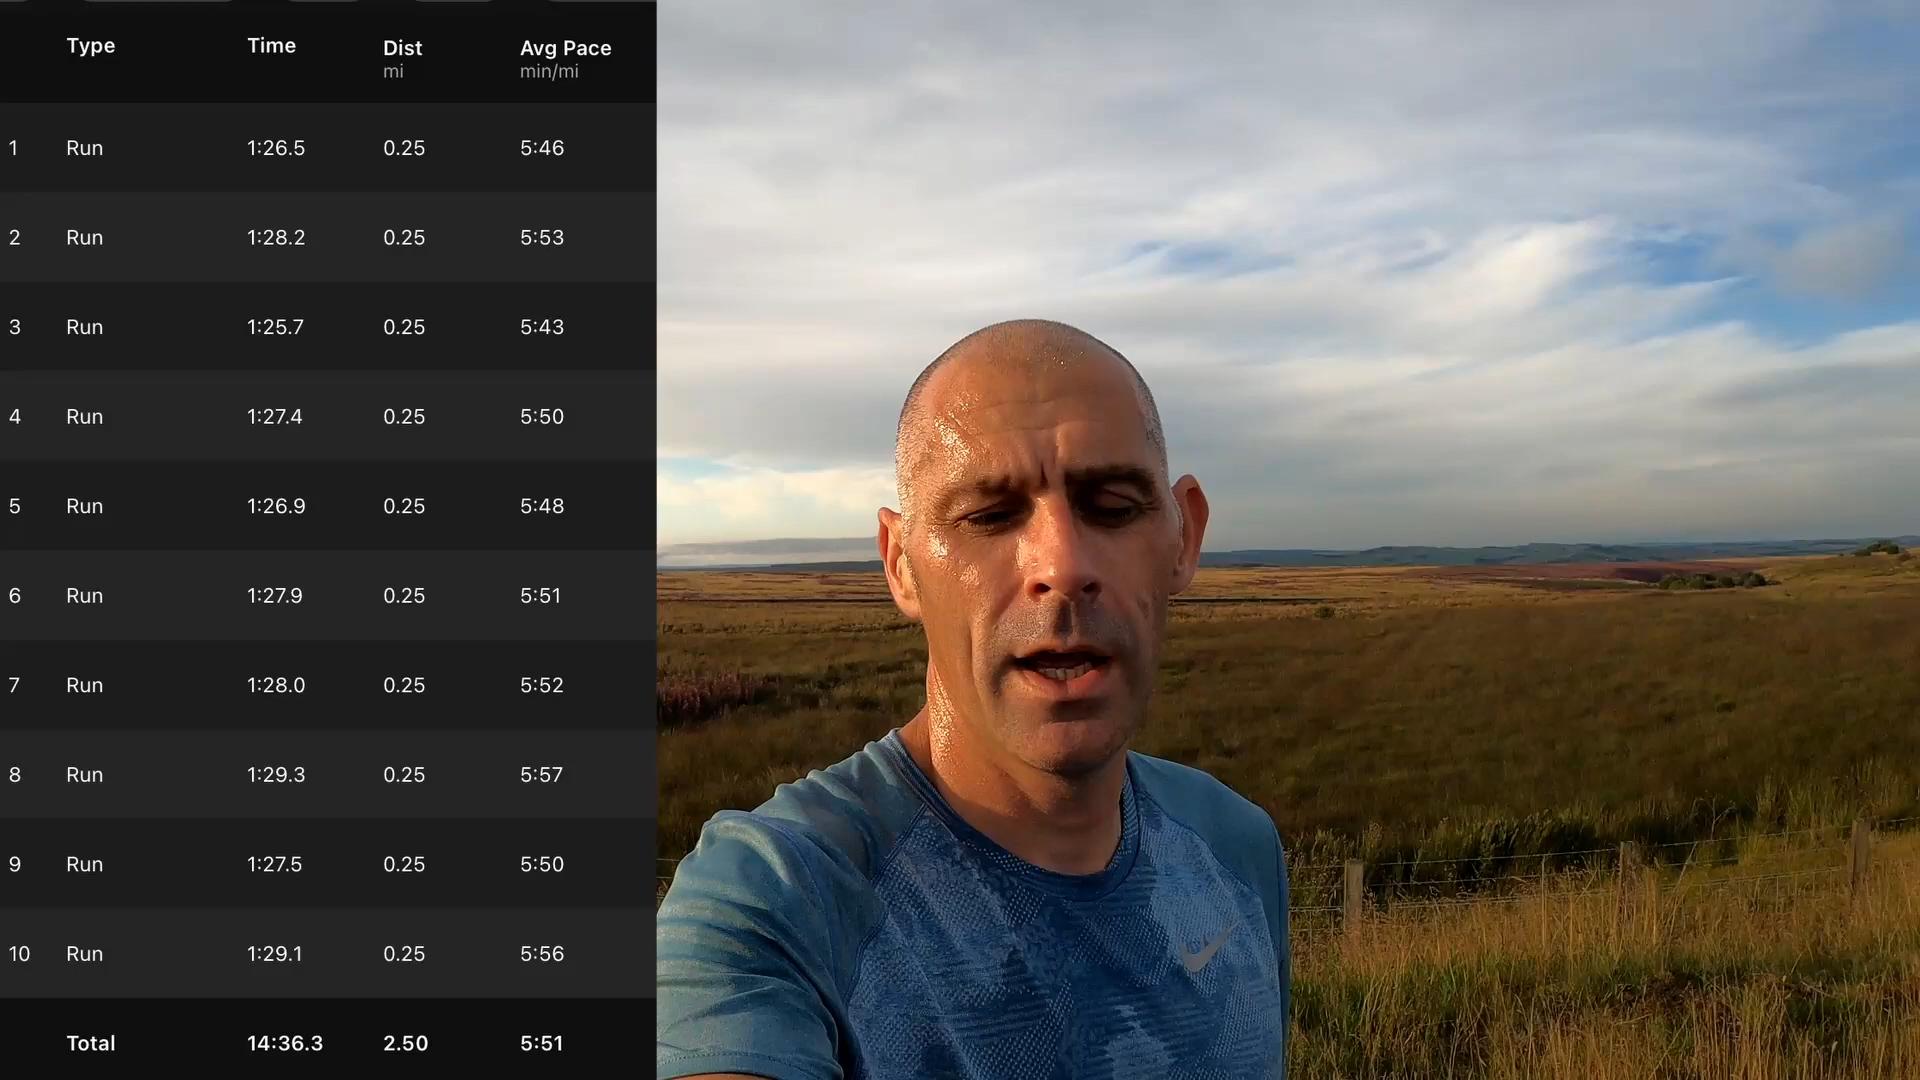 Type Time Dist Avg Pace
mi min/mi
1 Run 1:26.5 0.25 5:46
2 Run 1:28.2 0.25 5:53
3 Run 1:25.7 0.25 5:43
4 Run 1:27.4 0.25 5:50
5 Run 1:26.9 0.25 5:48
6 Run 1:27.9 0.25 5:51
7 Run 1:28.0 0.25 5:52
8 Run 1:29.3 0.25 5:57
9 Run 1:27.5 0.25 5:50
10 Run 1:29.1 0.25 5:56
Total 14:36.3 2.50 5:51